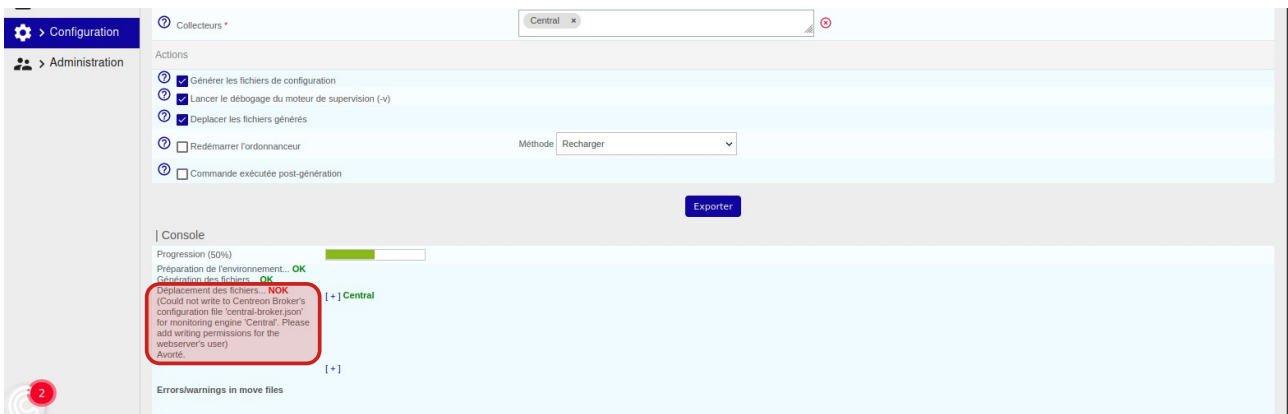 > Configuration
Collecteurs *
Central ×
> Administration
Actions
Générer les fichiers de configuration
Lancer le débogage du moteur de supervision (-v)
Deplacer les fichiers générés
Redémarrer l'ordonnanceur
Méthode Recharger
Commande exécutée post-génération
Exporter
| Console
Progression (50%)
Préparation de l'environnement... OK
Génération des fichiers... OK
Déplacement des fichiers... NOK
[ + ] Central
(Could not write to Centreon Broker's
configuration file 'central-broker.json'
for monitoring engine 'Central'. Please
add writing permissions for the
webserver's user)
Avorté.
[ + ]
Errors/warnings in move files
2